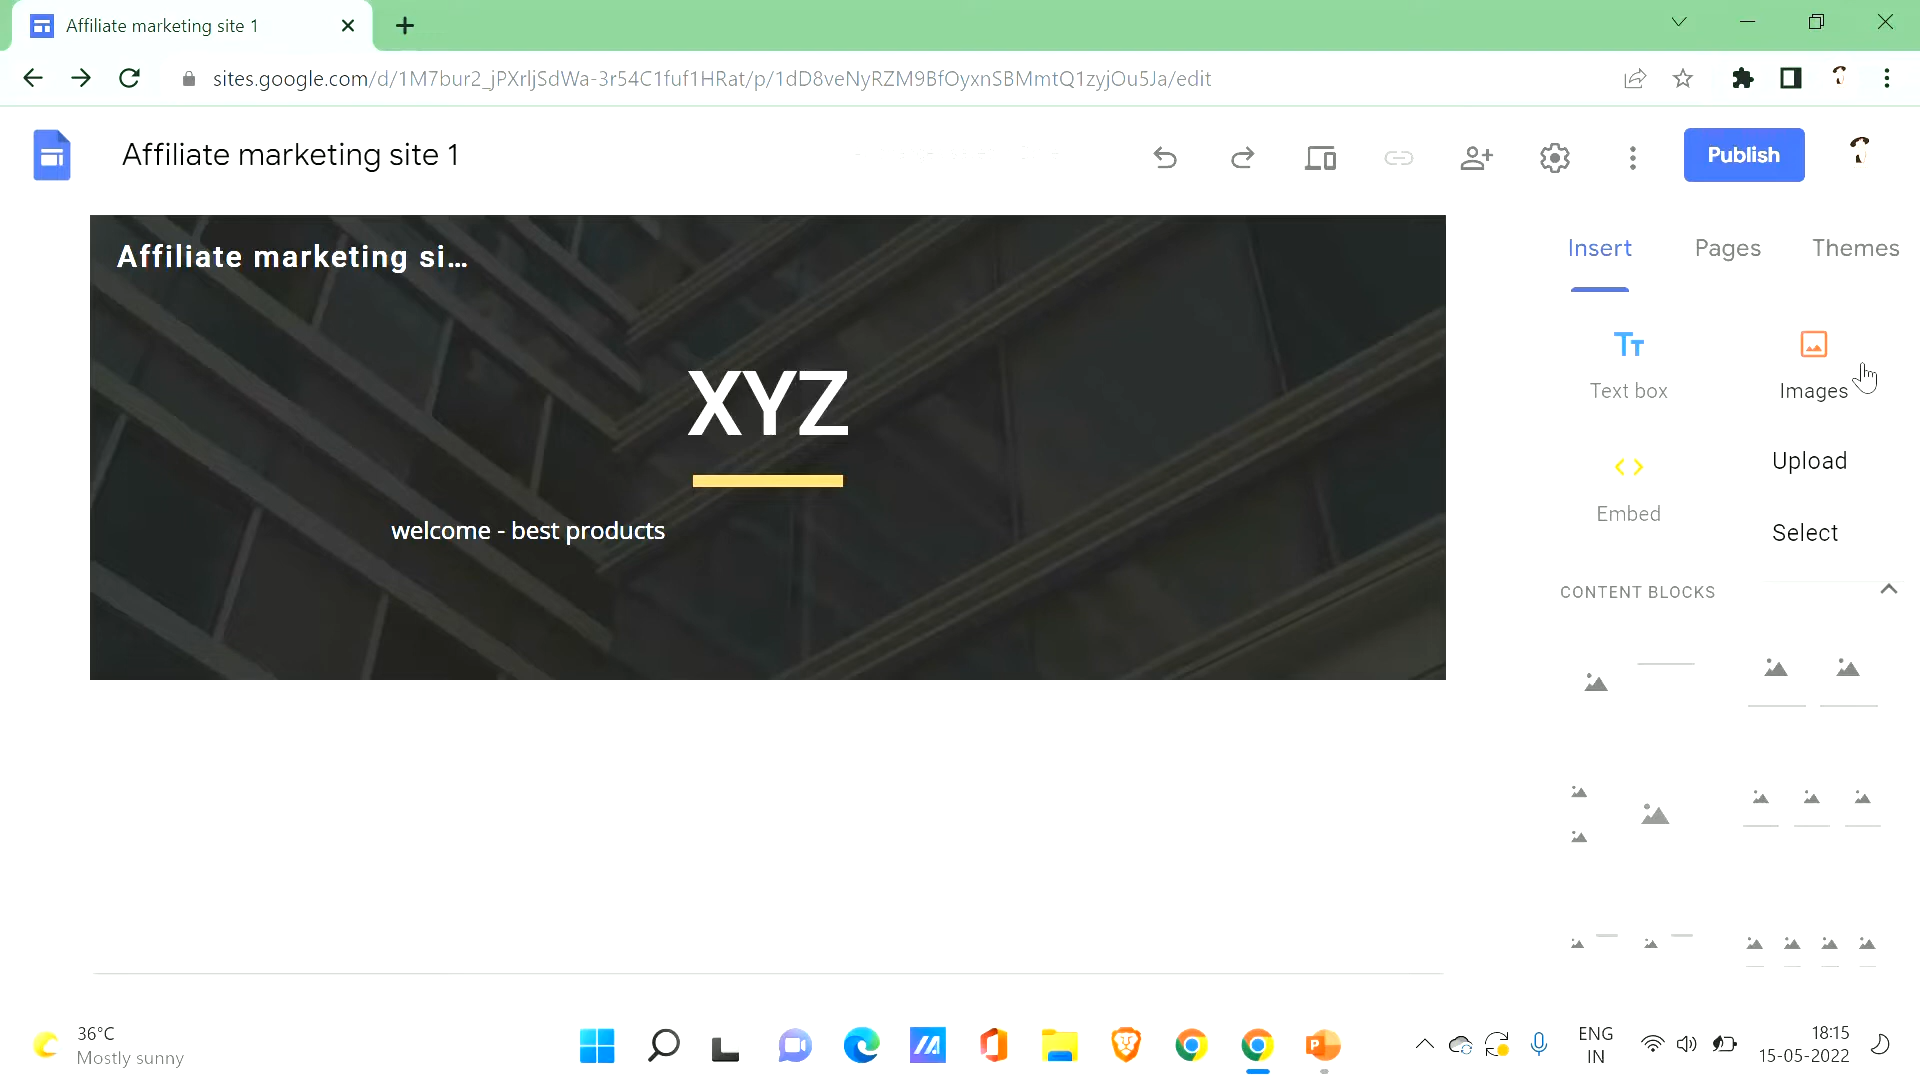 Affiliate marketing site 1
sites.google.com/d/1M7bur2_jPXrljSdWa-3r54C1fuf1HRat/p/1dD8veNyRZM9BfOyxnSBMmtQ1zyjOu5Ja/edit
Affiliate marketing site 1
Publish
Affiliate marketing si...
Insert Pages Themes
XYZ
Text box Images
welcome - best products
Upload
Embed
Select
CONTENT BLOCKS
36°C
Mostly sunny
ENG
IN
18:15
15-05-2022